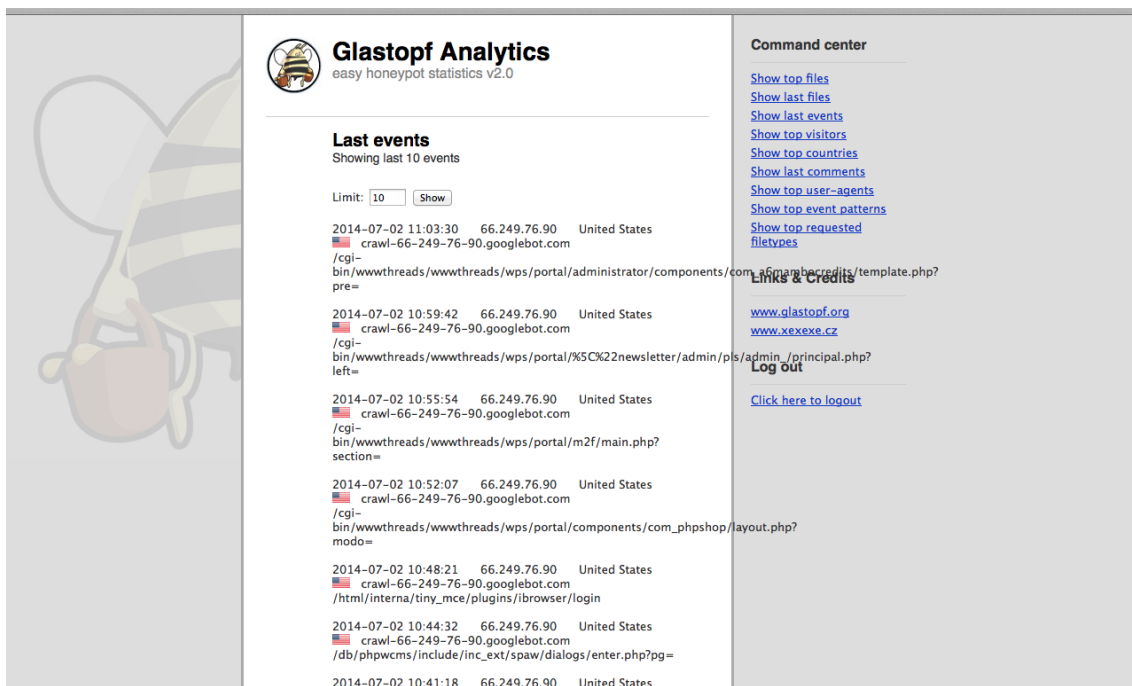 Glastopf Analytics
easy honeypot statistics v2.0
Last events
Showing last 10 events
Limit: 10 Show
2014-07-02 11:03:30 66.249.76.90 United States
crawl-66-249-76-90.googlebot.com
/cgi-
bin/wwwthreads/wwwthreads/wps/portal/administrator/components/com_a6mambocredits/template.php?
pre=
2014-07-02 10:59:42 66.249.76.90 United States
crawl-66-249-76-90.googlebot.com
/cgi-
bin/wwwthreads/wwwthreads/wps/portal/%5C%22newsletter/admin/pls/admin_/principal.php?
left=
2014-07-02 10:55:54 66.249.76.90 United States
crawl-66-249-76-90.googlebot.com
/cgi-
bin/wwwthreads/wwwthreads/wps/portal/m2f/main.php?
section=
2014-07-02 10:52:07 66.249.76.90 United States
crawl-66-249-76-90.googlebot.com
/cgi-
bin/wwwthreads/wwwthreads/wps/portal/components/com_phpshop/layout.php?
modo=
2014-07-02 10:48:21 66.249.76.90 United States
crawl-66-249-76-90.googlebot.com
/html/interna/tiny_mce/plugins/ibrowser/login
2014-07-02 10:44:32 66.249.76.90 United States
crawl-66-249-76-90.googlebot.com
/db/phpwcms/include/inc_ext/spaw/dialogs/enter.php?pg=
2014-07-02 10:41:18 66.249.76.90 United States
Command center
Show top files
Show last files
Show last events
Show top visitors
Show top countries
Show last comments
Show top user-agents
Show top event patterns
Show top requested
filetypes
Links & Credits
www.glastopf.org
www.xexexe.cz
Log out
Click here to logout